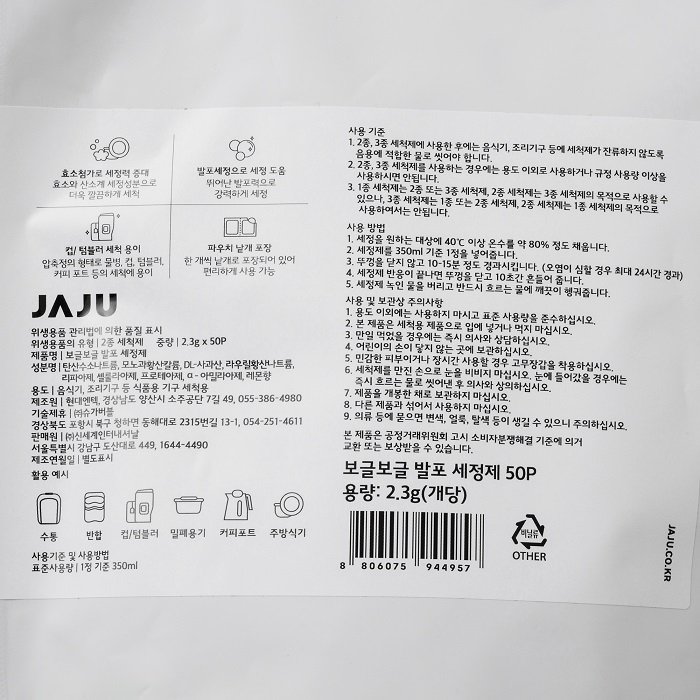 효소첨가로 세정력 증대
효소와 산소계 세정성분으로
더욱 깔끔하게 세척
발포세정으로 세정 도움
뛰어난 발포력으로
강력하게 세정
컵/텀블러 세척 용이
압축정의 형태로 물병, 컵, 텀블러,
커피 포트 등의 세척에 용이
파우치 낱개 포장
한 개씩 낱개로 포장되어 있어
편리하게 사용 가능
JAJU
위생용품 관리법에 의한 품질 표시
위생용품의 유형 | 2종 세척제 중량 | 2.3g x 50P
제품명 | 보글보글 발포 세정제
성분명 | 탄산수소나트륨, 모노과황산칼륨, DL-사과산, 라우릴황산나트륨,
리파아제, 셀룰라아제, 프로테아제, α-아밀라아제, 레몬향
용도 | 음식기, 조리기구 등 식품용 기구 세척용
제조원 | 현대엔텍, 경상남도 양산시 소주공단 7길 49, 055-386-4980
기술제휴 | ㈜슈가버블
경상북도 포항시 북구 청하면 동해대로 2315번길 13-1, 054-251-4611
판매원 | ㈜신세계인터내셔날
서울특별시 강남구 도산대로 449, 1644-4490
제조연월일 | 별도표시
활용 예시
수통 반합 컵/텀블러 밀폐용기 커피포트 주방식기
사용기준 및 사용방법
표준사용량 | 1정 기준 350ml
사용 기준
1. 2종, 3종 세척제에 사용한 후에는 음식기, 조리기구 등에 세척제가 잔류하지 않도록
음용에 적합한 물로 씻어야 합니다.
2. 2종, 3종 세척제를 사용하는 경우에는 용도 이외로 사용하거나 규정 사용량 이상을
사용하시면 안됩니다.
3. 1종 세척제는 2종 또는 3종 세척제, 2종 세척제는 3종 세척제의 목적으로 사용할 수
있으나, 3종 세척제는 1종 또는 2종 세척제, 2종 세척제는 1종 세척제의 목적으로
사용하여서는 안됩니다.
사용 방법
1. 세정을 원하는 대상에 40℃ 이상 온수를 약 80% 정도 채웁니다.
2. 세정제를 350ml 기준 1정을 넣어줍니다.
3. 뚜껑을 닫지 않고 10-15분 정도 경과시킵니다. (오염이 심할 경우 최대 24시간 경과)
4. 세정제 반응이 끝나면 뚜껑을 닫고 10초간 흔들어 줍니다.
5. 세정제 녹인 물을 버리고 반드시 흐르는 물에 깨끗이 헹궈줍니다.
사용 및 보관상 주의사항
1. 용도 이외에는 사용하지 마시고 표준 사용량을 준수하십시오.
2. 본 제품은 세척용 제품으로 입에 넣거나 먹지 마십시오.
3. 만일 먹었을 경우에는 즉시 의사와 상담하십시오.
4. 어린이의 손이 닿지 않는 곳에 보관하십시오.
5. 민감한 피부이거나 장시간 사용할 경우 고무장갑을 착용하십시오.
6. 세척제를 만진 손으로 눈을 비비지 마십시오. 눈에 들어갔을 경우에는
즉시 흐르는 물로 씻어낸 후 의사와 상의하십시오.
7. 제품을 개봉한 채로 보관하지 마십시오.
8. 다른 제품과 섞어서 사용하지 마십시오.
9. 의류 등에 묻으면 변색, 얼룩, 탈색 등이 생길 수 있으니 주의하십시오.
본 제품은 공정거래위원회 고시 소비자분쟁해결 기준에 의거
교환 또는 보상받을 수 있습니다.
보글보글 발포 세정제 50P
용량: 2.3g(개당)
8 806075 944957
비닐류
OTHER
JAJU.CO.KR